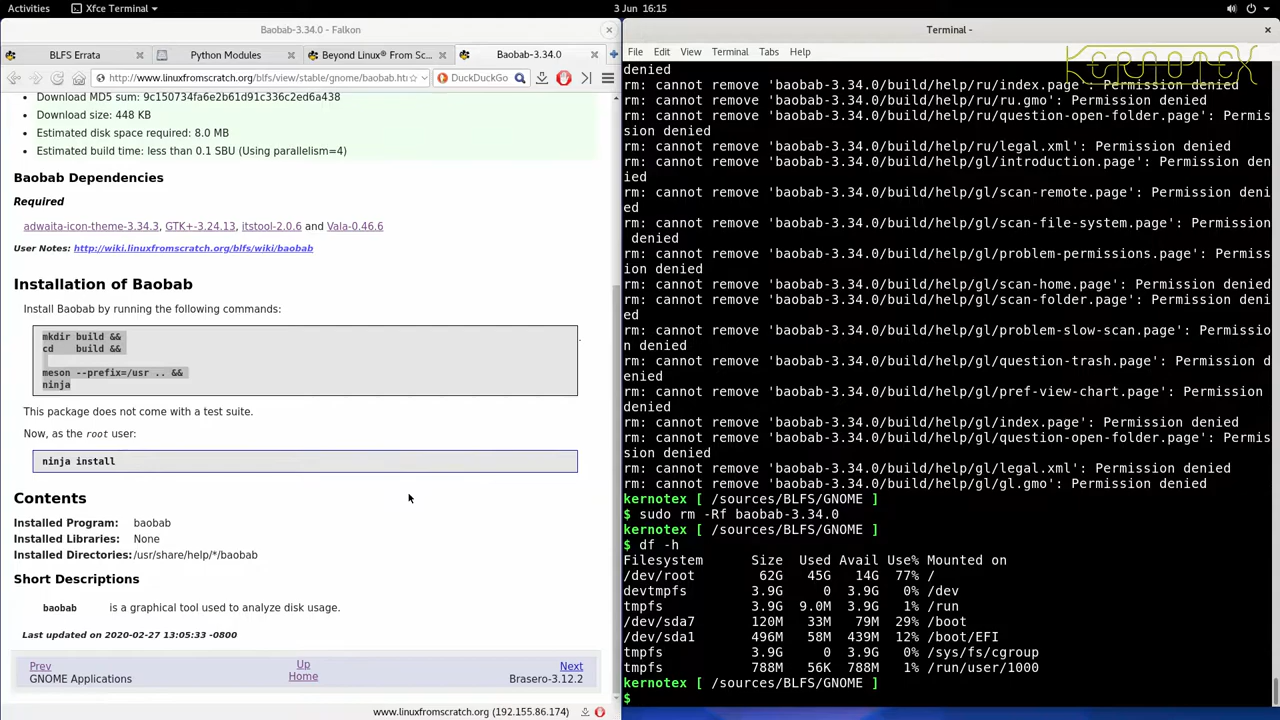 Activities
Xfce Terminal
3 Jun 16:15
Baobab-3.34.0 - Falkon
BLFS Errata
Python Modules
Beyond Linux® From Sc...
Baobab-3.34.0
http://www.linuxfromscratch.org/blfs/view/stable/gnome/baobab.ht
DuckDuckGo
Download MD5 sum: 9c150734fa6e2b61d91c336c2ed6a438
Download size: 448 KB
Estimated disk space required: 8.0 MB
Estimated build time: less than 0.1 SBU (Using parallelism=4)
Baobab Dependencies
Required
adwaita-icon-theme-3.34.3, GTK+-3.24.13, itstool-2.0.6 and Vala-0.46.6
User Notes: http://wiki.linuxfromscratch.org/blfs/wiki/baobab
Installation of Baobab
Install Baobab by running the following commands:
mkdir build &&
cd    build &&
meson --prefix=/usr .. &&
ninja
This package does not come with a test suite.
Now, as the root user:
ninja install
Contents
Installed Program: baobab
Installed Libraries: None
Installed Directories: /usr/share/help/*/baobab
Short Descriptions
baobab is a graphical tool used to analyze disk usage.
Last updated on 2020-02-27 13:05:33 -0800
Prev Up Next
GNOME Applications Home Brasero-3.12.2
www.linuxfromscratch.org (192.155.86.174)
Terminal -
File Edit View Terminal Tabs Help
KERNOTEX
denied
rm: cannot remove 'baobab-3.34.0/build/help/ru/index.page': Permission denied
rm: cannot remove 'baobab-3.34.0/build/help/ru/ru.gmo': Permission denied
rm: cannot remove 'baobab-3.34.0/build/help/ru/question-open-folder.page': Permis
sion denied
rm: cannot remove 'baobab-3.34.0/build/help/ru/legal.xml': Permission denied
rm: cannot remove 'baobab-3.34.0/build/help/gl/introduction.page': Permission den
ied
rm: cannot remove 'baobab-3.34.0/build/help/gl/scan-remote.page': Permission deni
ed
rm: cannot remove 'baobab-3.34.0/build/help/gl/scan-file-system.page': Permission
 denied
rm: cannot remove 'baobab-3.34.0/build/help/gl/problem-permissions.page': Permiss
ion denied
rm: cannot remove 'baobab-3.34.0/build/help/gl/scan-home.page': Permission denied
rm: cannot remove 'baobab-3.34.0/build/help/gl/scan-folder.page': Permission deni
ed
rm: cannot remove 'baobab-3.34.0/build/help/gl/problem-slow-scan.page': Permissio
n denied
rm: cannot remove 'baobab-3.34.0/build/help/gl/question-trash.page': Permission d
enied
rm: cannot remove 'baobab-3.34.0/build/help/gl/pref-view-chart.page': Permission
denied
rm: cannot remove 'baobab-3.34.0/build/help/gl/index.page': Permission denied
rm: cannot remove 'baobab-3.34.0/build/help/gl/question-open-folder.page': Permis
sion denied
rm: cannot remove 'baobab-3.34.0/build/help/gl/legal.xml': Permission denied
rm: cannot remove 'baobab-3.34.0/build/help/gl/gl.gmo': Permission denied
kernotex [ /sources/BLFS/GNOME ]
$ sudo rm -Rf baobab-3.34.0
kernotex [ /sources/BLFS/GNOME ]
$ df -h
Filesystem      Size  Used Avail Use% Mounted on
/dev/root        62G   45G   14G  77% /
devtmpfs        3.9G     0  3.9G   0% /dev
tmpfs           3.9G  9.0M  3.9G   1% /run
/dev/sda7       120M   33M   79M  29% /boot
/dev/sda1       496M   58M  439M  12% /boot/EFI
tmpfs           3.9G     0  3.9G   0% /sys/fs/cgroup
tmpfs           788M   56K  788M   1% /run/user/1000
kernotex [ /sources/BLFS/GNOME ]
$